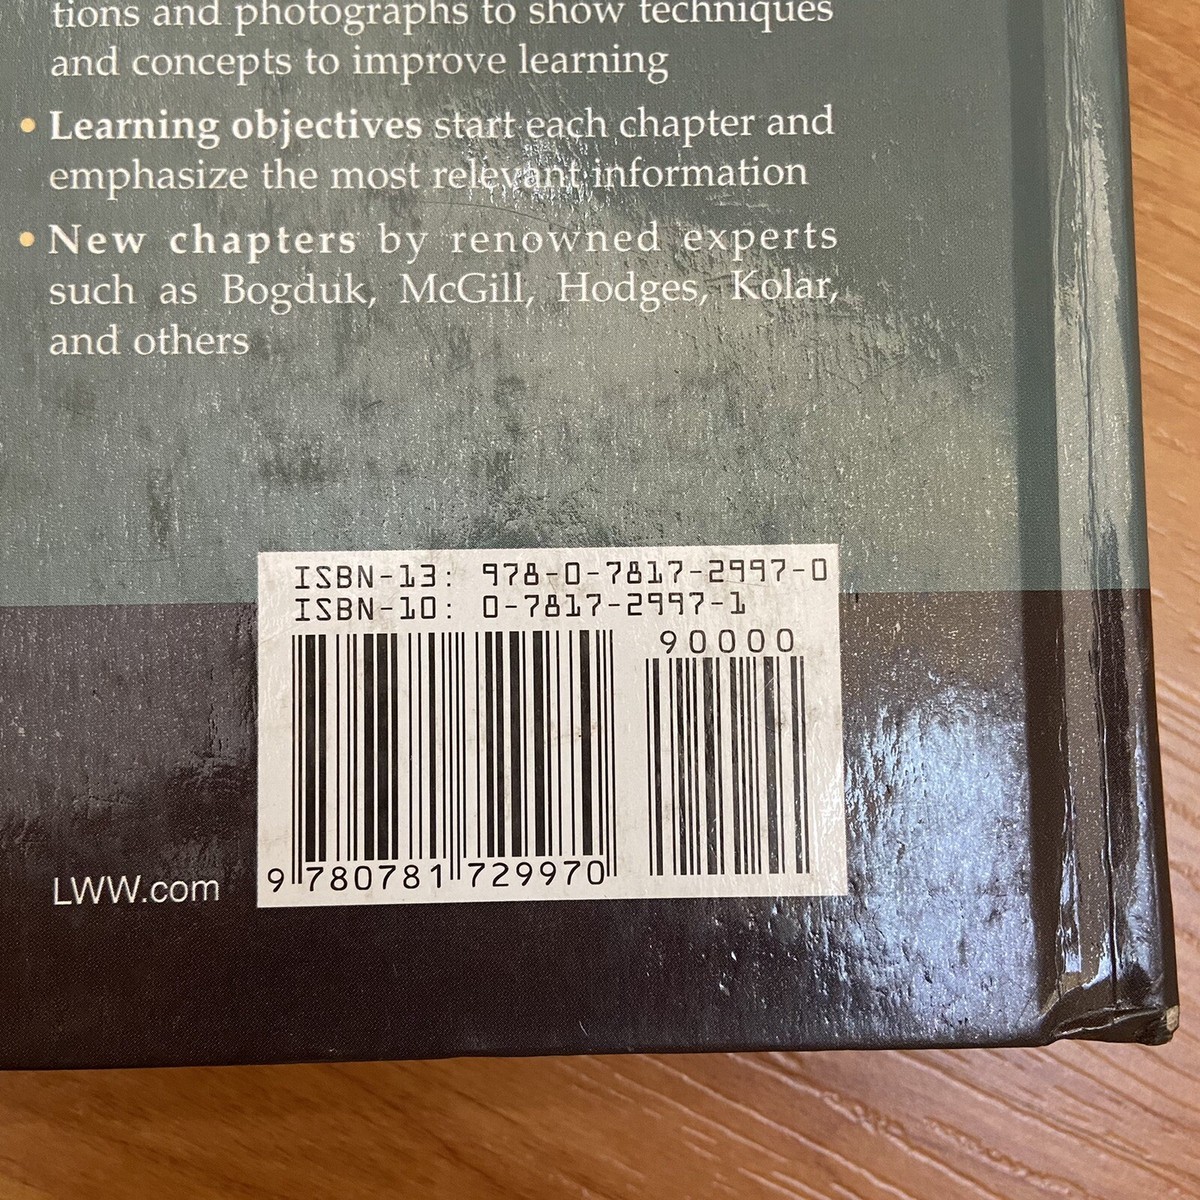 tions and photographs to show techniques
and concepts to improve learning
• Learning objectives start each chapter and
emphasize the most relevant information
• New chapters by renowned experts
such as Bogduk, McGill, Hodges, Kolar,
and others
ISBN-13: 978-0-7817-2997-0
ISBN-10: 0-7817-2997-1
90000
9 780781 729970
LWW.com